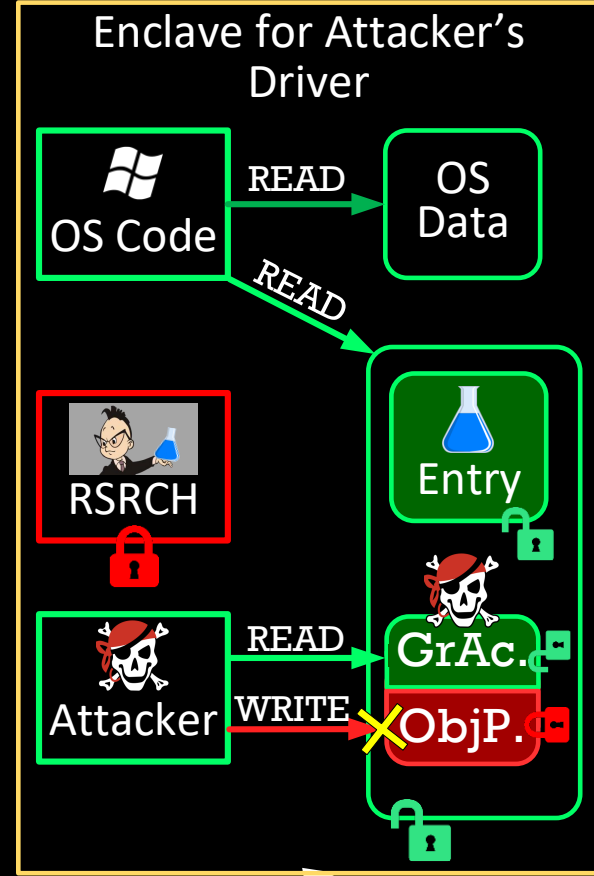 Enclave for Attacker's
Driver
OS Code
READ
OS
Data
READ
RSRCH
Entry
Attacker
READ
GrAc.
WRITE
ObjP.